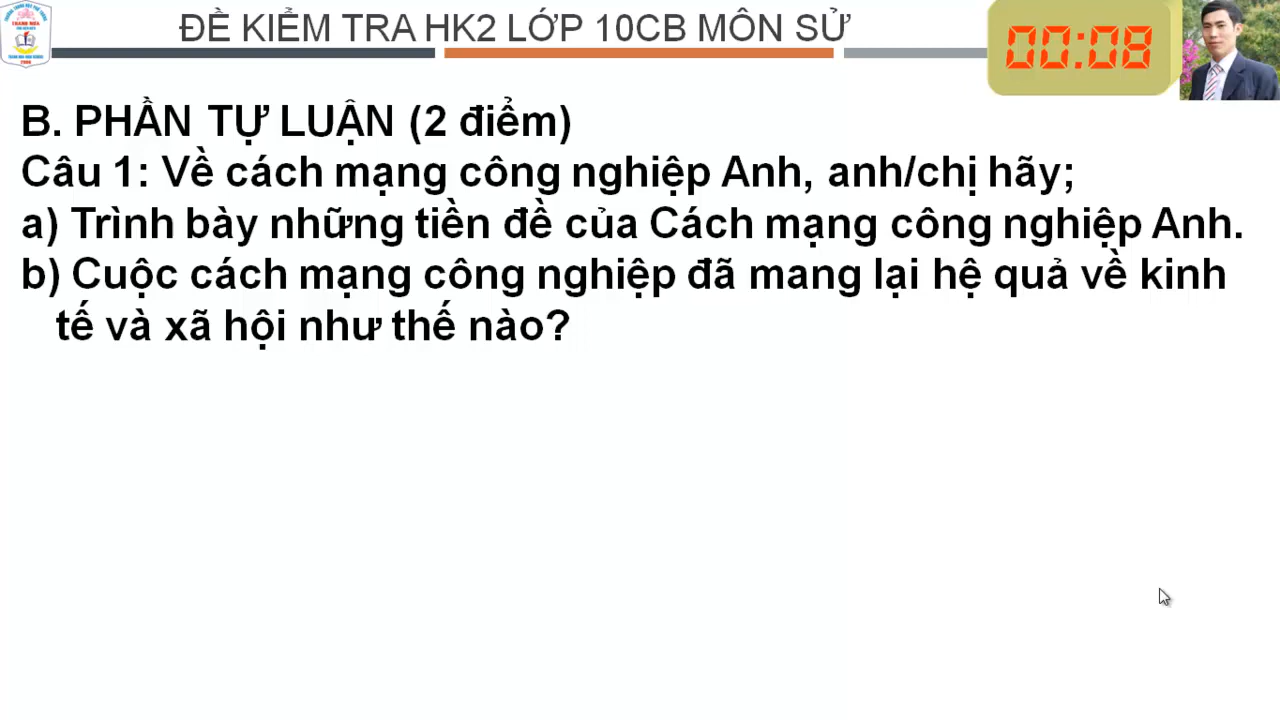 ĐỀ KIỂM TRA HK2 LỚP 10CB MÔN SỬ
00:08
B. PHẦN TỰ LUẬN (2 điểm)
Câu 1: Về cách mạng công nghiệp Anh, anh/chị hãy;
a) Trình bày những tiền đề của Cách mạng công nghiệp Anh.
b) Cuộc cách mạng công nghiệp đã mang lại hệ quả về kinh
tế và xã hội như thế nào?